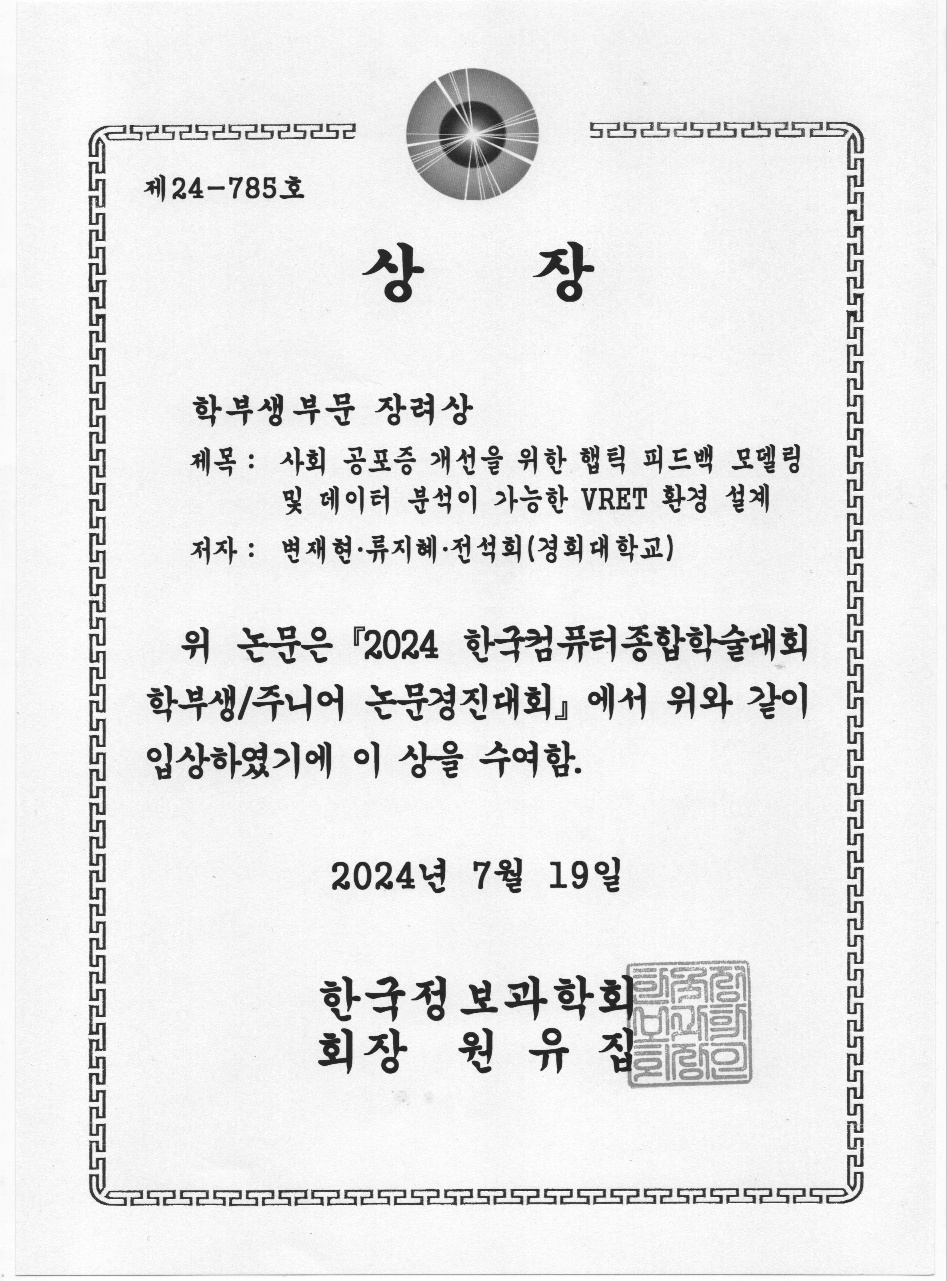 제24-785호
상 장
학부생부문 장려상
제목 : 사회 공포증 개선을 위한 햅틱 피드백 모델링
및 데이터 분석이 가능한 VRET 환경 설계
저자 : 변재현·류지혜·전석희(경희대학교)
위 논문은『2024 한국컴퓨터종합학술대회
학부생/주니어 논문경진대회』에서 위와 같이
입상하였기에 이 상을 수여함.
2024년 7월 19일
한국정보과학회
회장 원유집
한국정
보과학
회장인